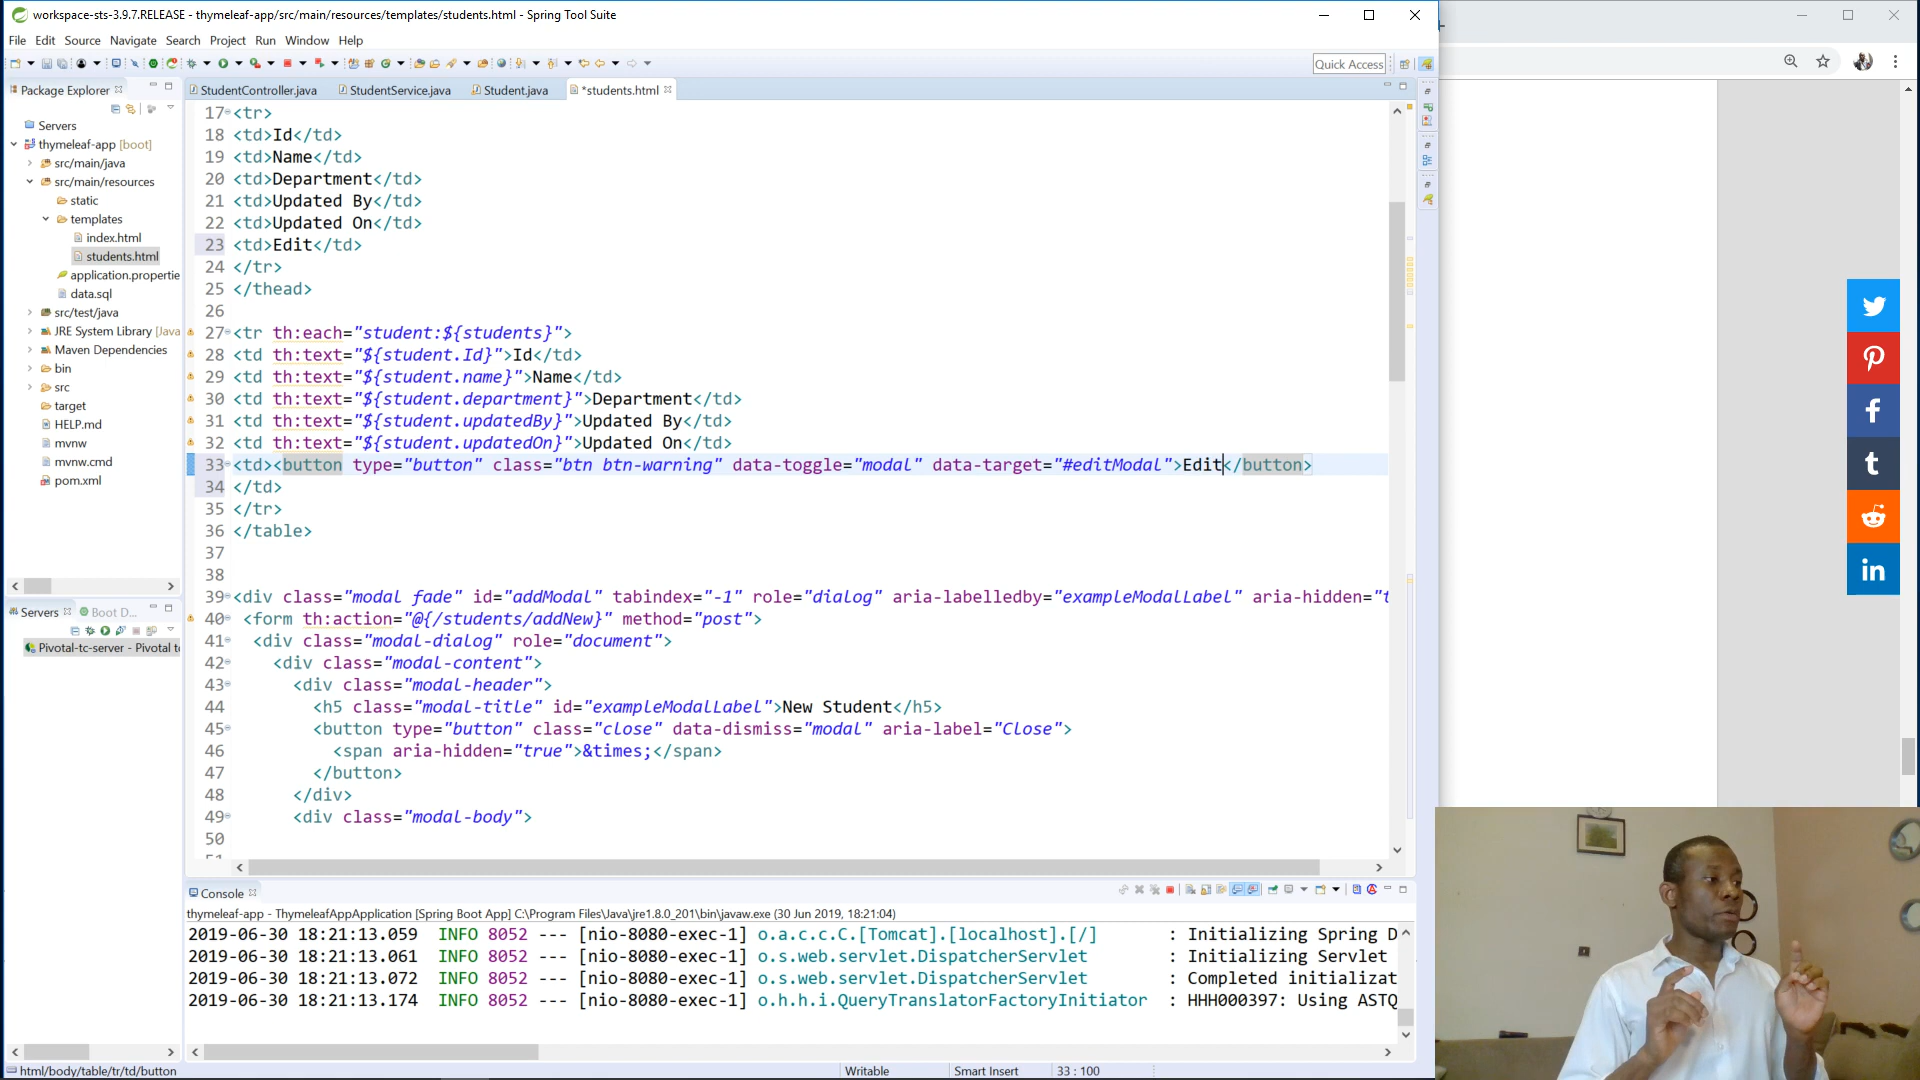 workspace-sts-3.9.7.RELEASE - thymeleaf-app/src/main/resources/templates/students.html - Spring Tool Suite
File Edit Source Navigate Search Project Run Window Help
Quick Access
Package Explorer
StudentController.java StudentService.java Student.java *students.html
Servers
thymeleaf-app [boot]
src/main/java
src/main/resources
static
templates
index.html
students.html
application.propertie
data.sql
src/test/java
JRE System Library [Java
Maven Dependencies
bin
src
target
HELP.md
mvnw
mvnw.cmd
pom.xml
Servers Boot D...
Pivotal-tc-server - Pivotal t
17 <tr>
18 <td>Id</td>
19 <td>Name</td>
20 <td>Department</td>
21 <td>Updated By</td>
22 <td>Updated On</td>
23 <td>Edit</td>
24 </tr>
25 </thead>
26
27 <tr th:each="student:${students}">
28 <td th:text="${student.Id}">Id</td>
29 <td th:text="${student.name}">Name</td>
30 <td th:text="${student.department}">Department</td>
31 <td th:text="${student.updatedBy}">Updated By</td>
32 <td th:text="${student.updatedOn}">Updated On</td>
33 <td><button type="button" class="btn btn-warning" data-toggle="modal" data-target="#editModal">Edit</button>
34 </td>
35 </tr>
36 </table>
37
38
39 <div class="modal fade" id="addModal" tabindex="-1" role="dialog" aria-labelledby="exampleModalLabel" aria-hidden="t
40 <form th:action="@{/students/addNew}" method="post">
41 <div class="modal-dialog" role="document">
42 <div class="modal-content">
43 <div class="modal-header">
44 <h5 class="modal-title" id="exampleModalLabel">New Student</h5>
45 <button type="button" class="close" data-dismiss="modal" aria-label="Close">
46 <span aria-hidden="true">&times;</span>
47 </button>
48 </div>
49 <div class="modal-body">
50
Console
thymeleaf-app - ThymeleafAppApplication [Spring Boot App] C:\Program Files\Java\jre1.8.0_201\bin\javaw.exe (30 Jun 2019, 18:21:04)
2019-06-30 18:21:13.059 INFO 8052 --- [nio-8080-exec-1] o.a.c.c.C.[Tomcat].[localhost].[/] : Initializing Spring D
2019-06-30 18:21:13.061 INFO 8052 --- [nio-8080-exec-1] o.s.web.servlet.DispatcherServlet : Initializing Servlet
2019-06-30 18:21:13.072 INFO 8052 --- [nio-8080-exec-1] o.s.web.servlet.DispatcherServlet : Completed initializat
2019-06-30 18:21:13.174 INFO 8052 --- [nio-8080-exec-1] o.h.h.i.QueryTranslatorFactoryInitiator : HHH000397: Using ASTQ
html/body/table/tr/td/button Writable Smart Insert 33 : 100